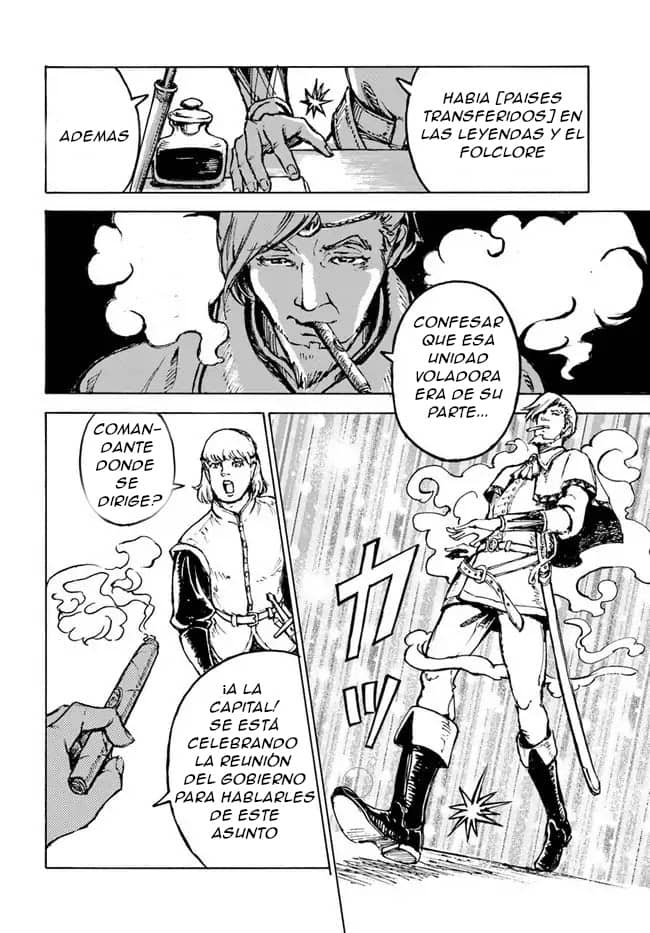 HABIA [PAISES
TRANSFERIDOS] EN
LAS LEYENDAS Y EL
FOLCLORE
ADEMAS
CONFESAR
QUE ESA
UNIDAD
VOLADORA
ERA DE SU
PARTE...
COMAN-
DANTE
DONDE
SE
DIRIGE?
カッ
¡A LA
CAPITAL!
SE ESTÁ
CELEBRANDO
LA REUNIÓN
DEL GOBIERNO
PARA HABLARLES
DE ESTE
ASUNTO